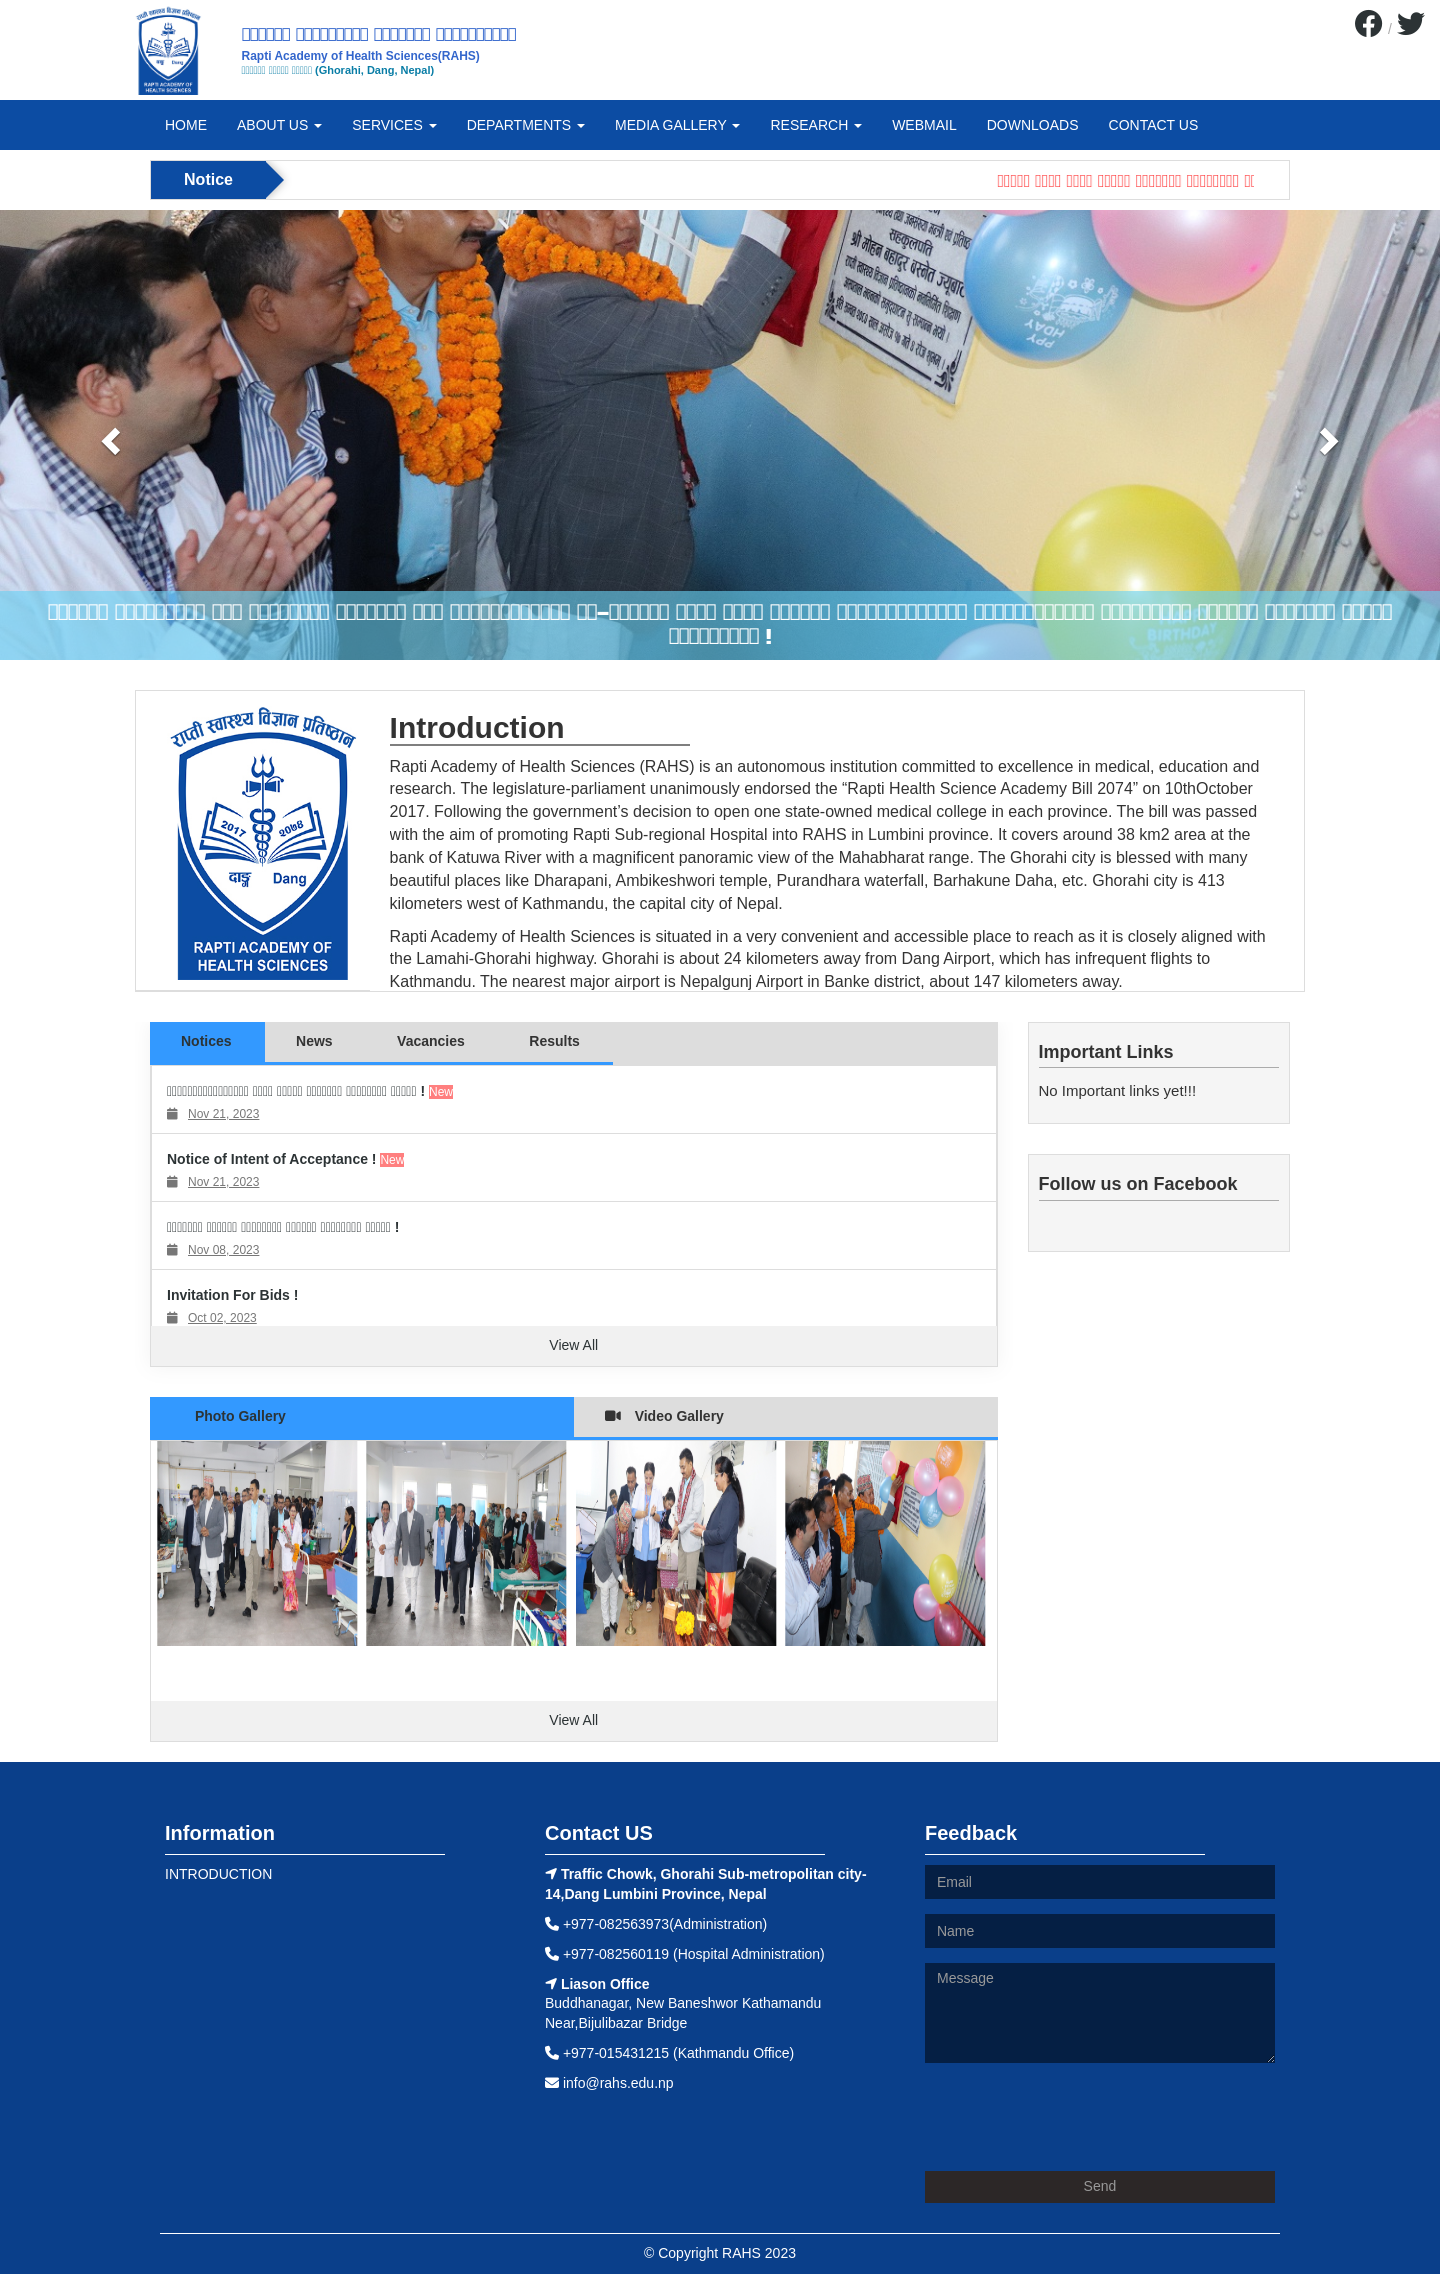 Rapti Academy of Health Sciences(RAHS)
(Ghorahi, Dang, Nepal)
RAPTI ACADEMY OF
HEALTH SCIENCES
HOME ABOUT US SERVICES DEPARTMENTS MEDIA GALLERY RESEARCH WEBMAIL DOWNLOADS CONTACT US
Notice
सहकुलपति
श्री मोहन बहादुर बस्नेत ज्यूबाट
राप्ती स्वास्थ्य विज्ञान प्रतिष्ठान
2017 २०७४
दाङ्ग Dang
RAPTI ACADEMY OF
HEALTH SCIENCES
Introduction
Rapti Academy of Health Sciences (RAHS) is an autonomous institution committed to excellence in medical, education and
research. The legislature-parliament unanimously endorsed the “Rapti Health Science Academy Bill 2074” on 10thOctober
2017. Following the government’s decision to open one state-owned medical college in each province. The bill was passed
with the aim of promoting Rapti Sub-regional Hospital into RAHS in Lumbini province. It covers around 38 km2 area at the
bank of Katuwa River with a magnificent panoramic view of the Mahabharat range. The Ghorahi city is blessed with many
beautiful places like Dharapani, Ambikeshwori temple, Purandhara waterfall, Barhakune Daha, etc. Ghorahi city is 413
kilometers west of Kathmandu, the capital city of Nepal.
Rapti Academy of Health Sciences is situated in a very convenient and accessible place to reach as it is closely aligned with
the Lamahi-Ghorahi highway. Ghorahi is about 24 kilometers away from Dang Airport, which has infrequent flights to
Kathmandu. The nearest major airport is Nepalgunj Airport in Banke district, about 147 kilometers away.
Notices News Vacancies Results
! New
Nov 21, 2023
Notice of Intent of Acceptance ! New
Nov 21, 2023
!
Nov 08, 2023
Invitation For Bids !
Oct 02, 2023
View All
Important Links
No Important links yet!!!
Follow us on Facebook
Photo Gallery Video Gallery
View All
Information
INTRODUCTION
Contact US
Traffic Chowk, Ghorahi Sub-metropolitan city-
14,Dang Lumbini Province, Nepal
+977-082563973(Administration)
+977-082560119 (Hospital Administration)
Liason Office
Buddhanagar, New Baneshwor Kathamandu
Near,Bijulibazar Bridge
+977-015431215 (Kathmandu Office)
info@rahs.edu.np
Feedback
Email
Name
Message
Send
© Copyright RAHS 2023